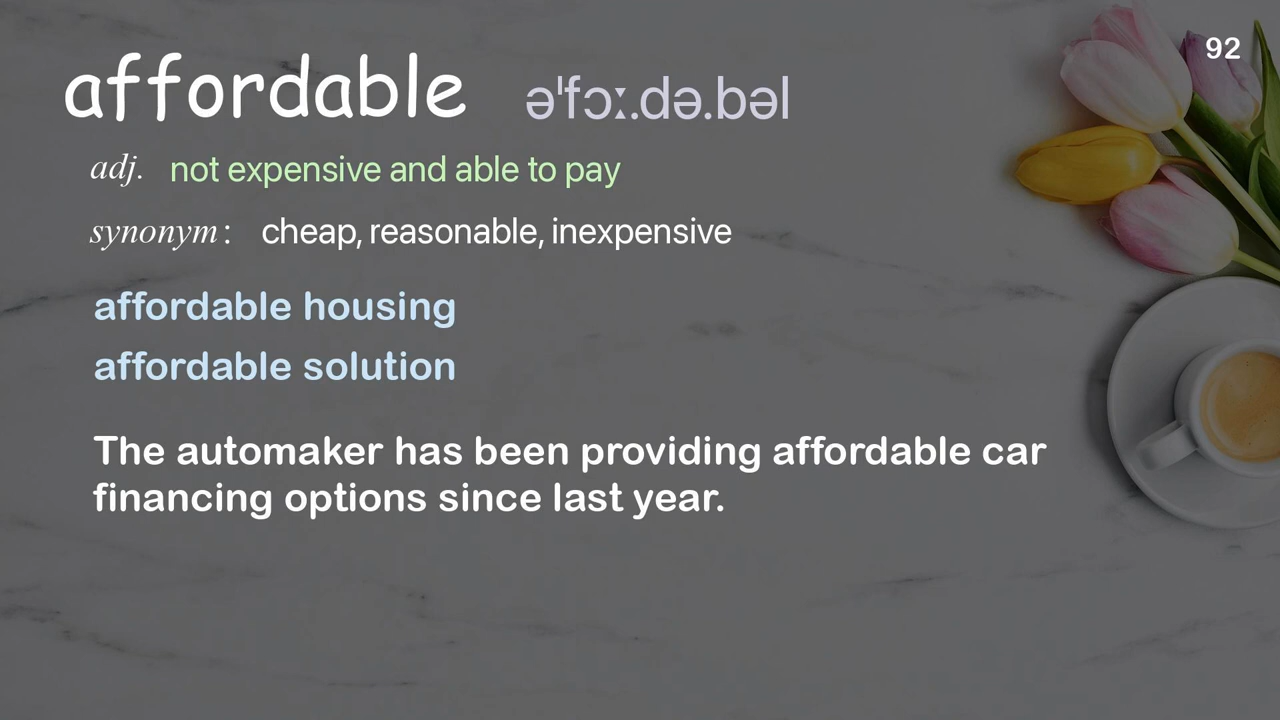 92
affordable əˈfɔː.də.bəl
adj. not expensive and able to pay
synonym: cheap, reasonable, inexpensive
affordable housing
affordable solution
The automaker has been providing affordable car
financing options since last year.